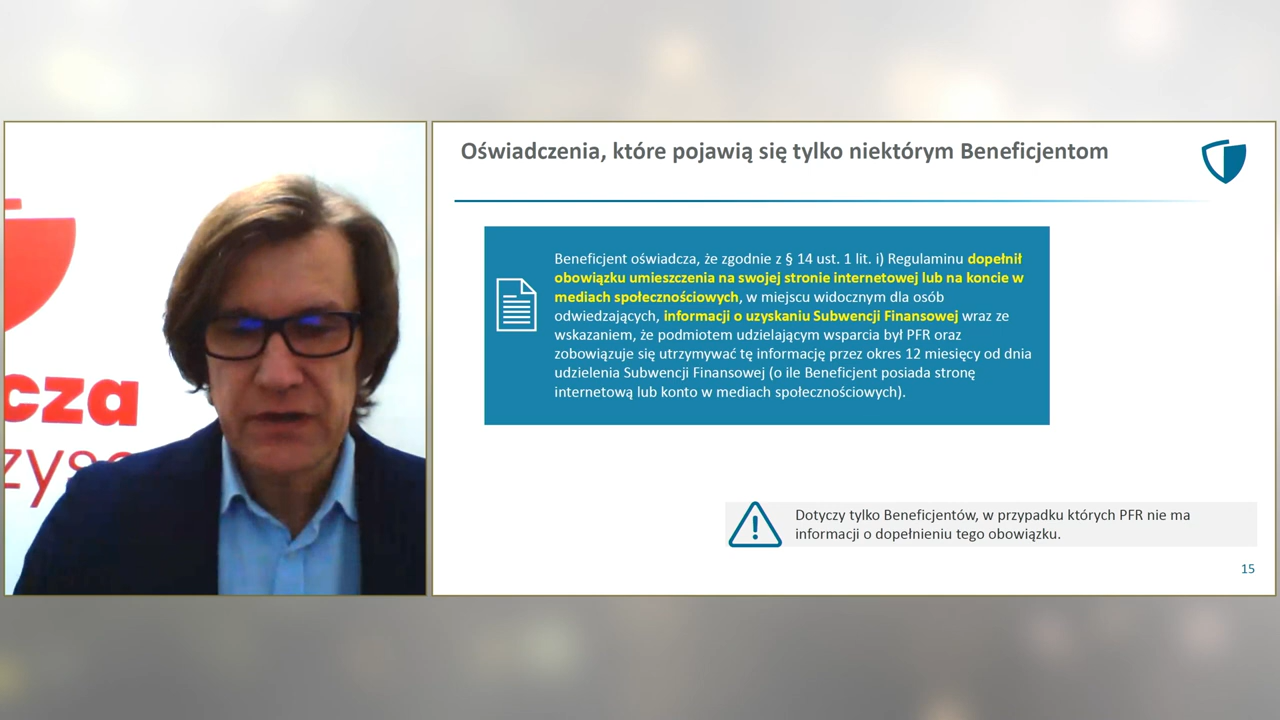 cza
zys
Oświadczenia, które pojawią się tylko niektórym Beneficjentom
Beneficjent oświadcza, że zgodnie z § 14 ust. 1 lit. i) Regulaminu dopełnił
obowiązku umieszczenia na swojej stronie internetowej lub na koncie w
mediach społecznościowych, w miejscu widocznym dla osób
odwiedzających, informacji o uzyskaniu Subwencji Finansowej wraz ze
wskazaniem, że podmiotem udzielającym wsparcia był PFR oraz
zobowiązuje się utrzymywać tę informację przez okres 12 miesięcy od dnia
udzielenia Subwencji Finansowej (o ile Beneficjent posiada stronę
internetową lub konto w mediach społecznościowych).
Dotyczy tylko Beneficjentów, w przypadku których PFR nie ma
informacji o dopełnieniu tego obowiązku.
15